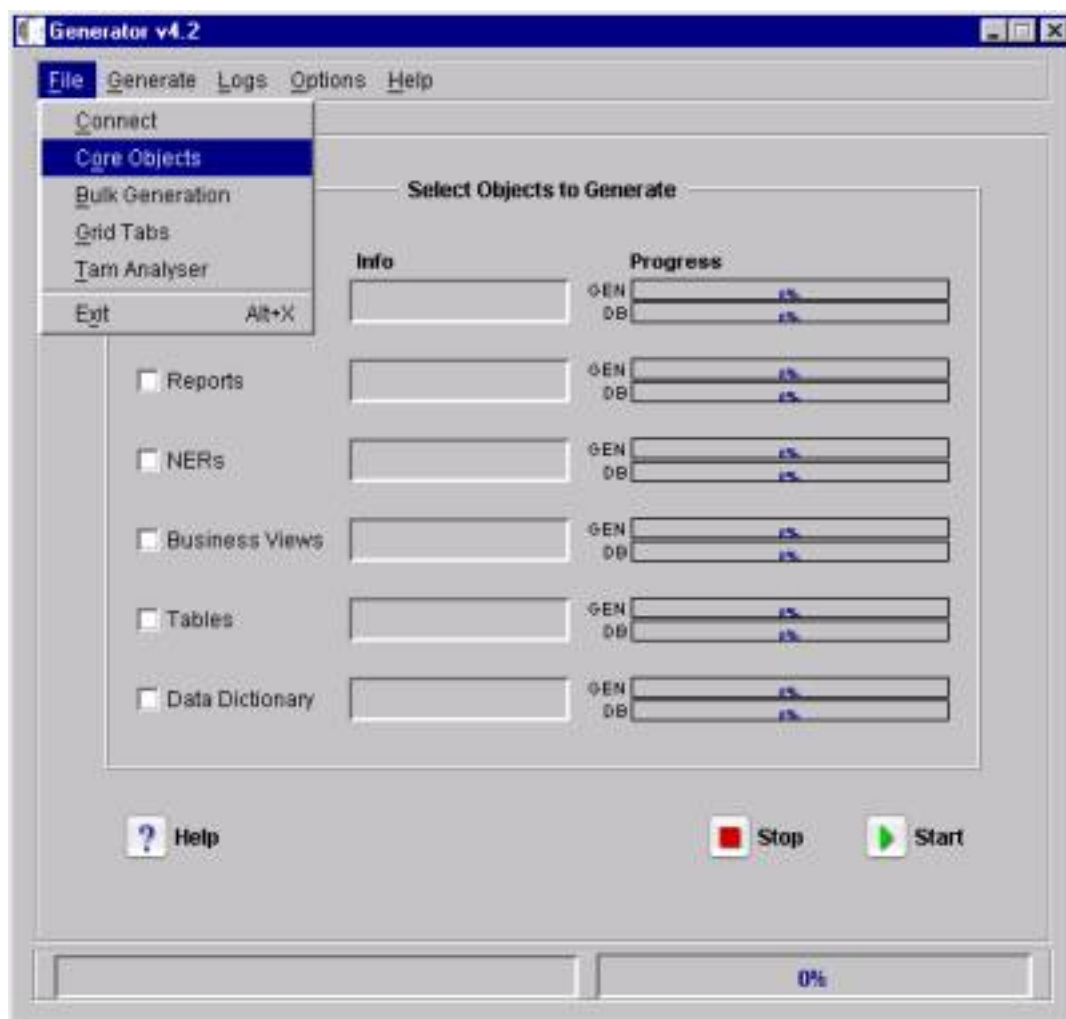 Generator v4.2
File Generate Logs Options Help
Connect
Core Objects
Bulk Generation
Grid Tabs
Tam Analyser
Exit Alt+X
Select Objects to Generate
Info Progress
GEN
DB
Reports
GEN
DB
NERs
GEN
DB
Business Views
GEN
DB
Tables
GEN
DB
Data Dictionary
GEN
DB
? Help Stop Start
0%